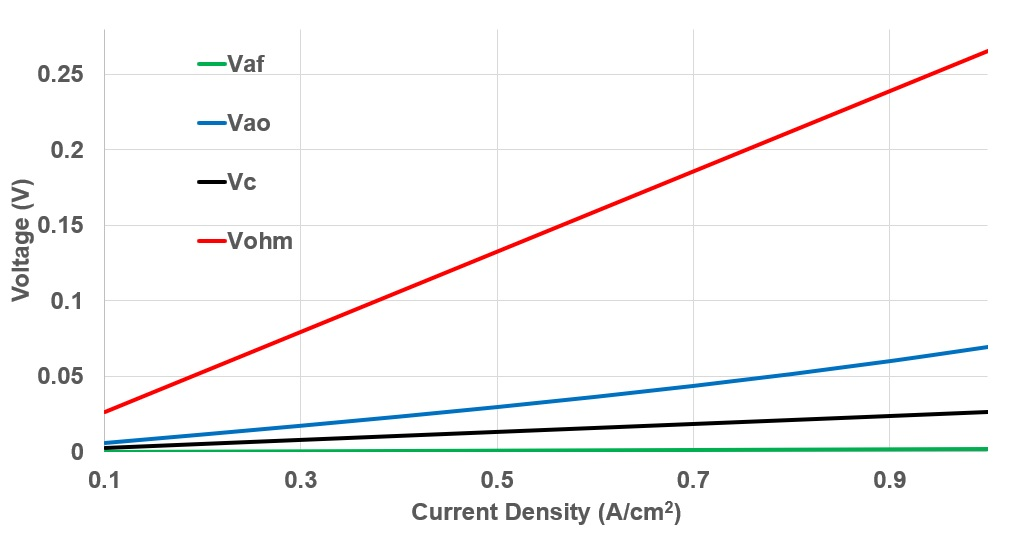 Vaf
Vao
Vc
Vohm
Voltage (V)
0.25
0.2
0.15
0.1
0.05
0
0.1 0.3 0.5 0.7 0.9
Current Density (A/cm²)